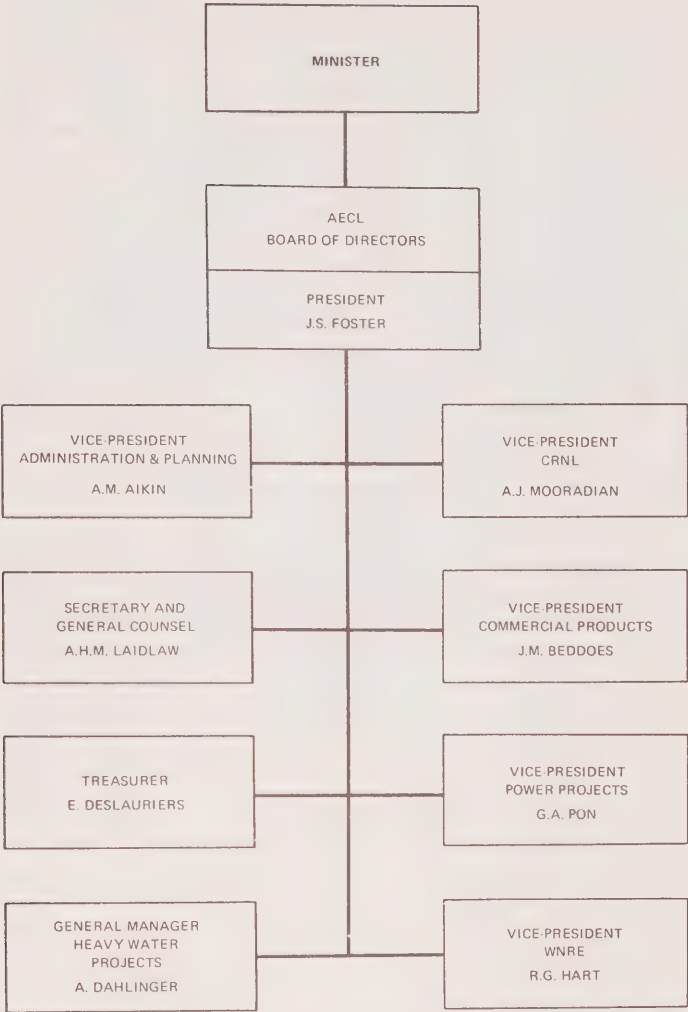 MINISTER
AECL
BOARD OF DIRECTORS
PRESIDENT
J.S. FOSTER
VICE-PRESIDENT
ADMINISTRATION & PLANNING
A.M. AIKIN
VICE-PRESIDENT
CRNL
A.J. MOORADIAN
SECRETARY AND
GENERAL COUNSEL
A.H.M. LAIDLAW
VICE-PRESIDENT
COMMERCIAL PRODUCTS
J.M. BEDDOES
TREASURER
E. DESLAURIERS
VICE-PRESIDENT
POWER PROJECTS
G.A. PON
GENERAL MANAGER
HEAVY WATER
PROJECTS
A. DAHLINGER
VICE-PRESIDENT
WNRE
R.G. HART